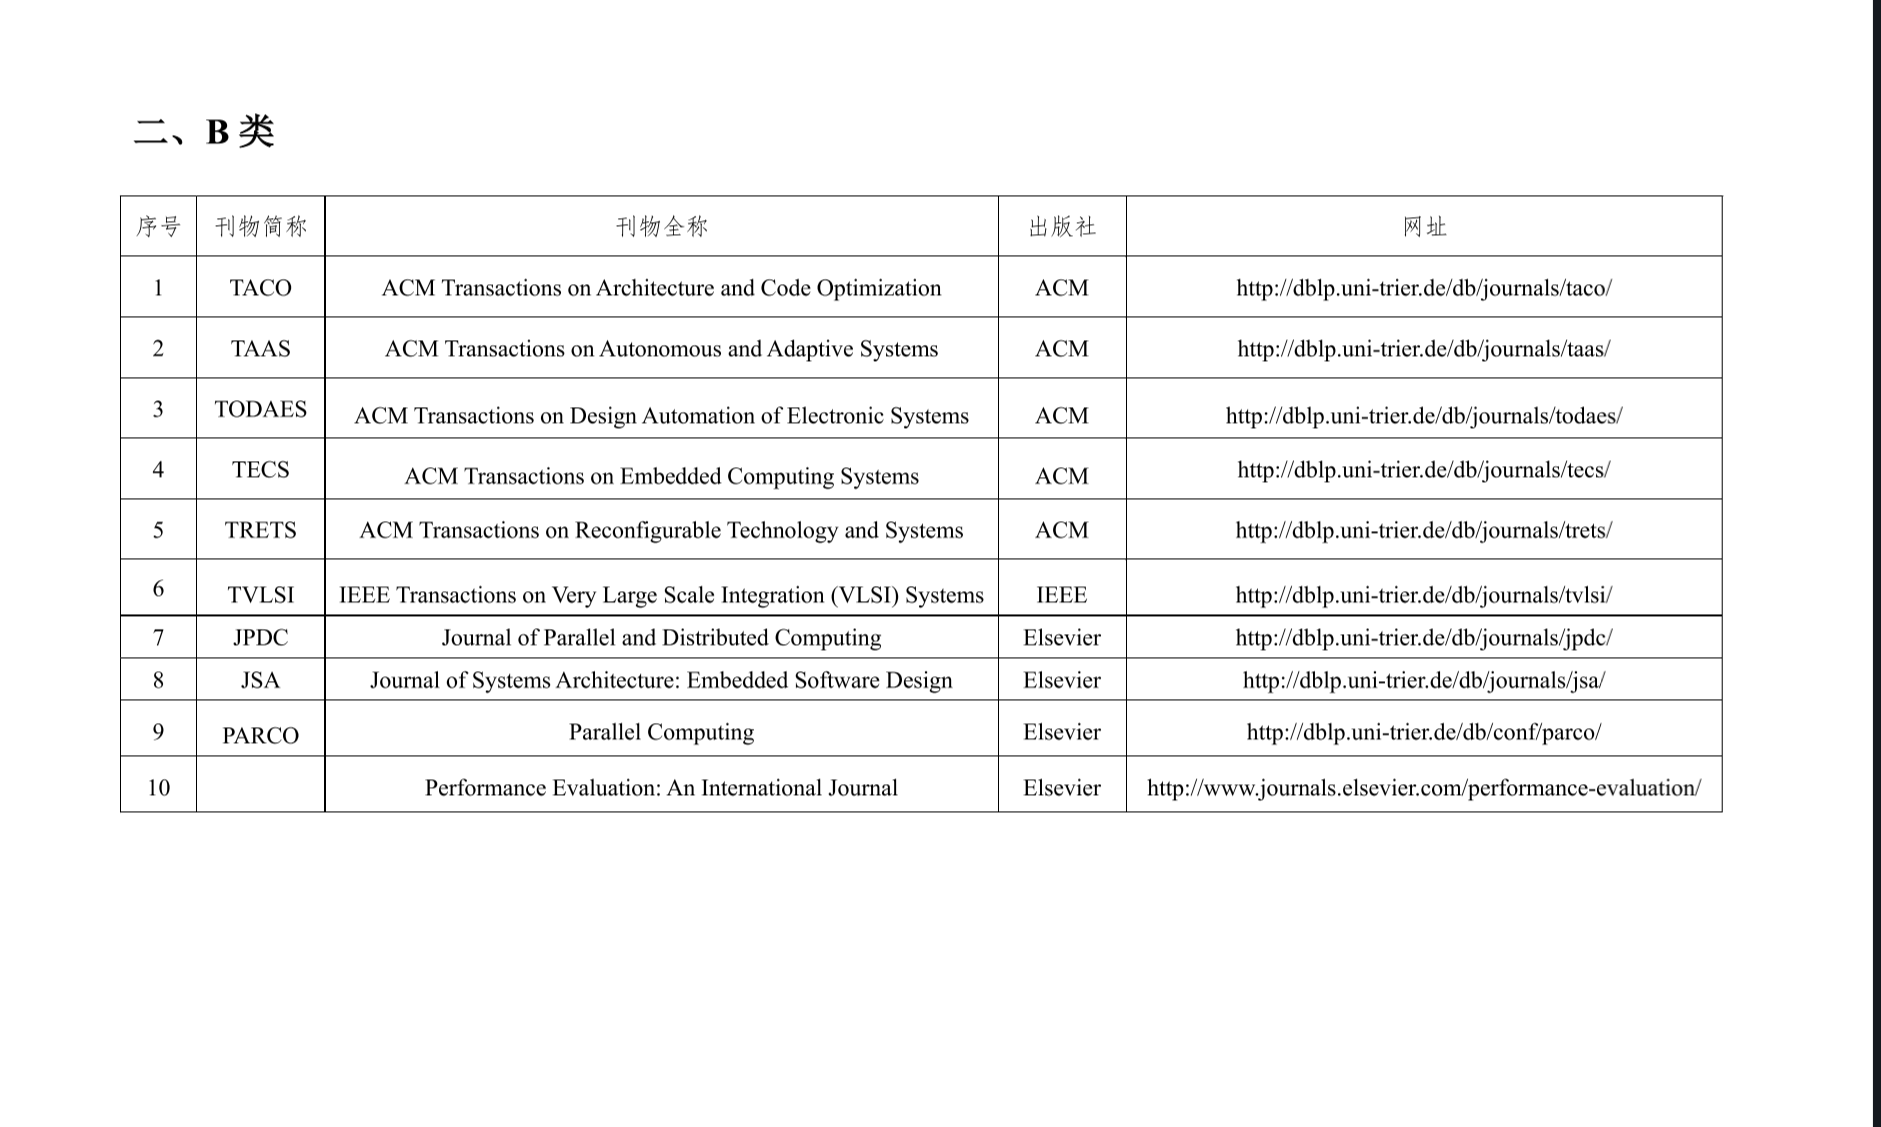 二、B 类
序号 刊物简称 刊物全称 出版社 网址
1 TACO ACM Transactions on Architecture and Code Optimization ACM http://dblp.uni-trier.de/db/journals/taco/
2 TAAS ACM Transactions on Autonomous and Adaptive Systems ACM http://dblp.uni-trier.de/db/journals/taas/
3 TODAES ACM Transactions on Design Automation of Electronic Systems ACM http://dblp.uni-trier.de/db/journals/todaes/
4 TECS ACM Transactions on Embedded Computing Systems ACM http://dblp.uni-trier.de/db/journals/tecs/
5 TRETS ACM Transactions on Reconfigurable Technology and Systems ACM http://dblp.uni-trier.de/db/journals/trets/
6 TVLSI IEEE Transactions on Very Large Scale Integration (VLSI) Systems IEEE http://dblp.uni-trier.de/db/journals/tvlsi/
7 JPDC Journal of Parallel and Distributed Computing Elsevier http://dblp.uni-trier.de/db/journals/jpdc/
8 JSA Journal of Systems Architecture: Embedded Software Design Elsevier http://dblp.uni-trier.de/db/journals/jsa/
9 PARCO Parallel Computing Elsevier http://dblp.uni-trier.de/db/conf/parco/
10 Performance Evaluation: An International Journal Elsevier http://www.journals.elsevier.com/performance-evaluation/